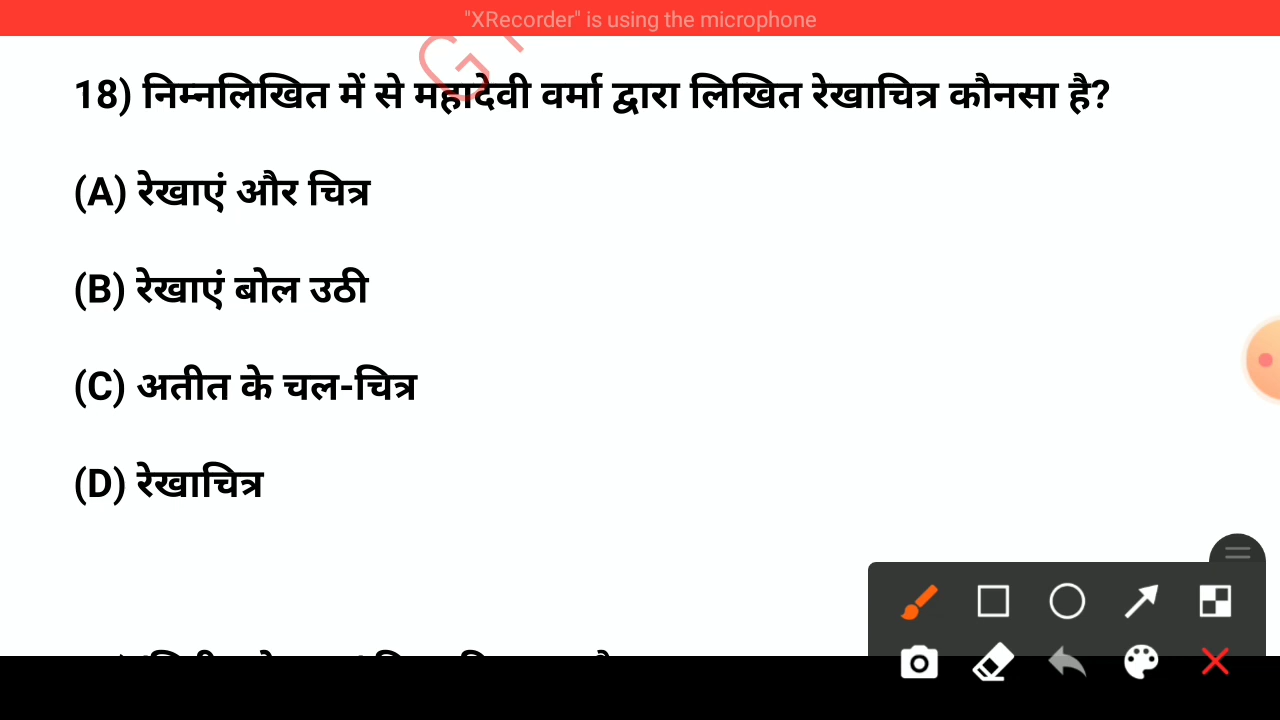 "XRecorder" is using the microphone
18) निम्नलिखित में से महादेवी वर्मा द्वारा लिखित रेखाचित्र कौनसा है?
(A) रेखाएं और चित्र
(B) रेखाएं बोल उठी
(C) अतीत के चल-चित्र
(D) रेखाचित्र